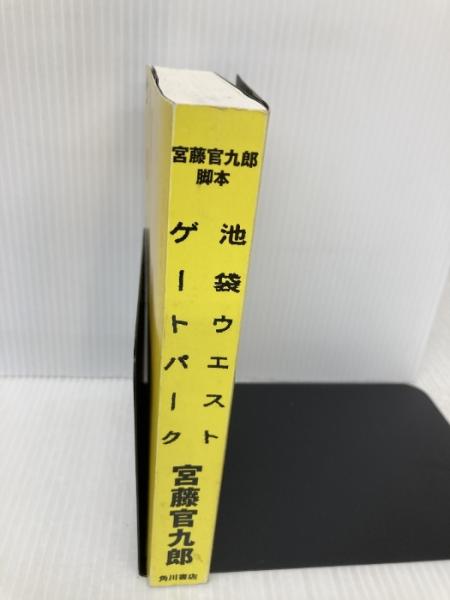 宮藤官九郎
脚本
池袋ウエスト
ゲートパーク
宮藤官九郎
角川書店